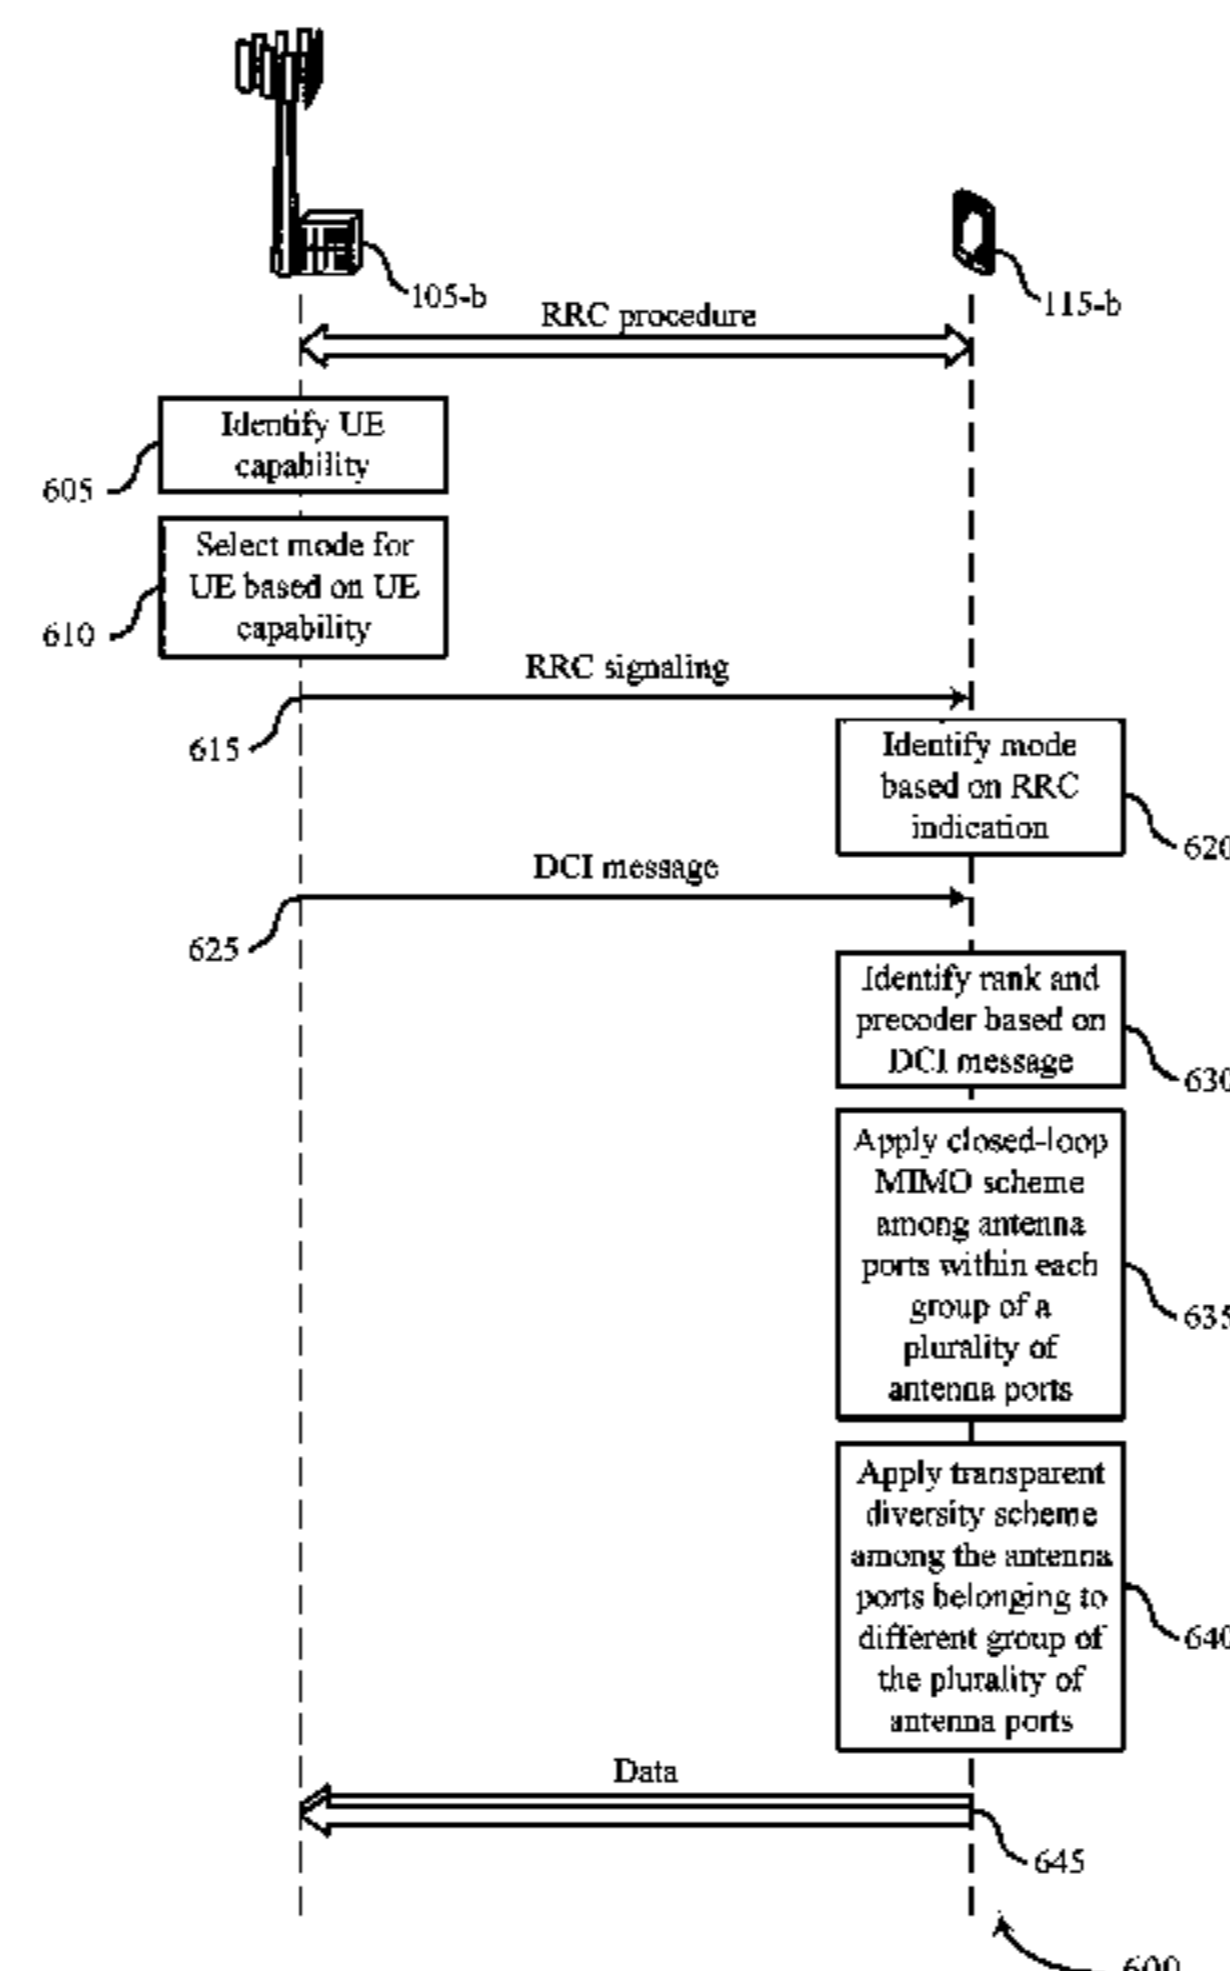 105-b
115-b
RRC procedure
Identify UE
capability
605
Select mode for
UE based on UE
capability
610
RRC signaling
615
Identify mode
based on RRC
indication
620
DCI message
625
Identify rank and
precoder based on
DCI message
630
Apply closed-loop
MIMO scheme
among antenna
ports within each
group of a
plurality of
antenna ports
635
Apply transparent
diversity scheme
among the antenna
ports belonging to
different group of
the plurality of
antenna ports
640
Data
645
600